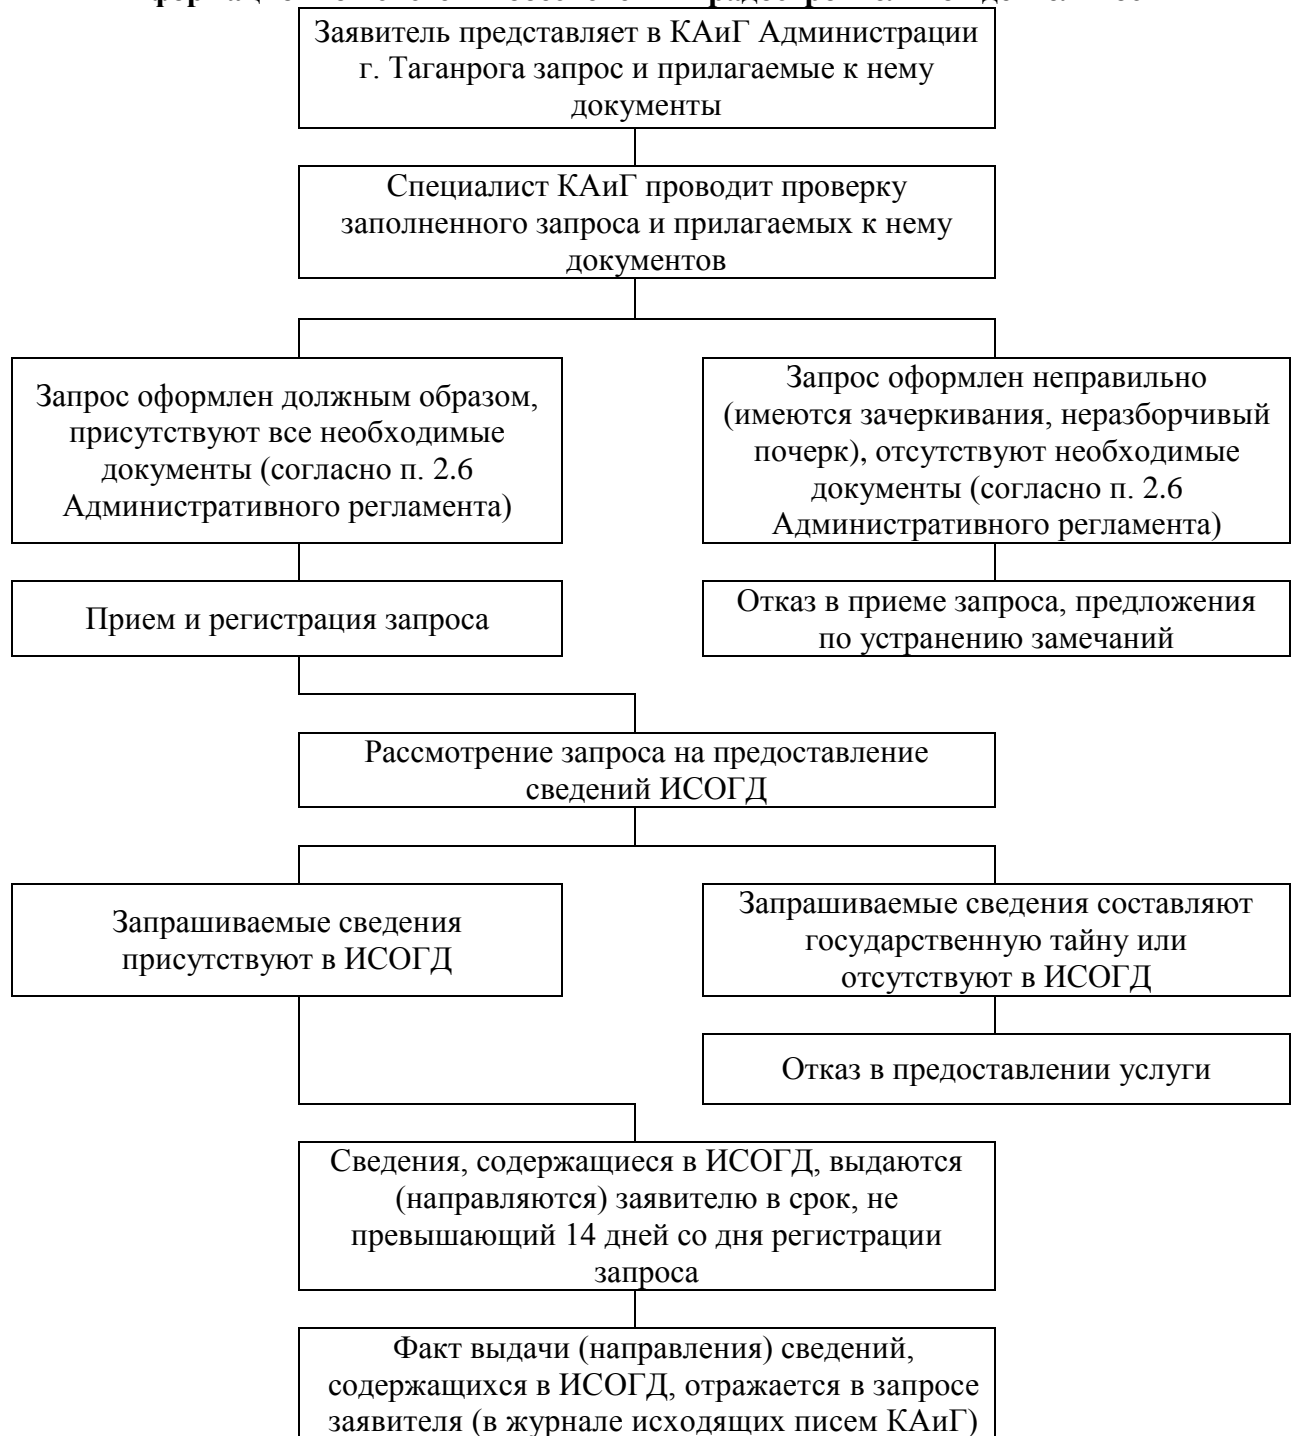 Заявитель представляет в КАиГ Администрации
г. Таганрога запрос и прилагаемые к нему
документы
Специалист КАиГ проводит проверку
заполненного запроса и прилагаемых к нему
документов
Запрос оформлен должным образом,
присутствуют все необходимые
документы (согласно п. 2.6
Административного регламента)
Запрос оформлен неправильно
(имеются зачеркивания, неразборчивый
почерк), отсутствуют необходимые
документы (согласно п. 2.6
Административного регламента)
Прием и регистрация запроса
Отказ в приеме запроса, предложения
по устранению замечаний
Рассмотрение запроса на предоставление
сведений ИСОГД
Запрашиваемые сведения
присутствуют в ИСОГД
Запрашиваемые сведения составляют
государственную тайну или
отсутствуют в ИСОГД
Отказ в предоставлении услуги
Сведения, содержащиеся в ИСОГД, выдаются
(направляются) заявителю в срок, не
превышающий 14 дней со дня регистрации
запроса
Факт выдачи (направления) сведений,
содержащихся в ИСОГД, отражается в запросе
заявителя (в журнале исходящих писем КАиГ)